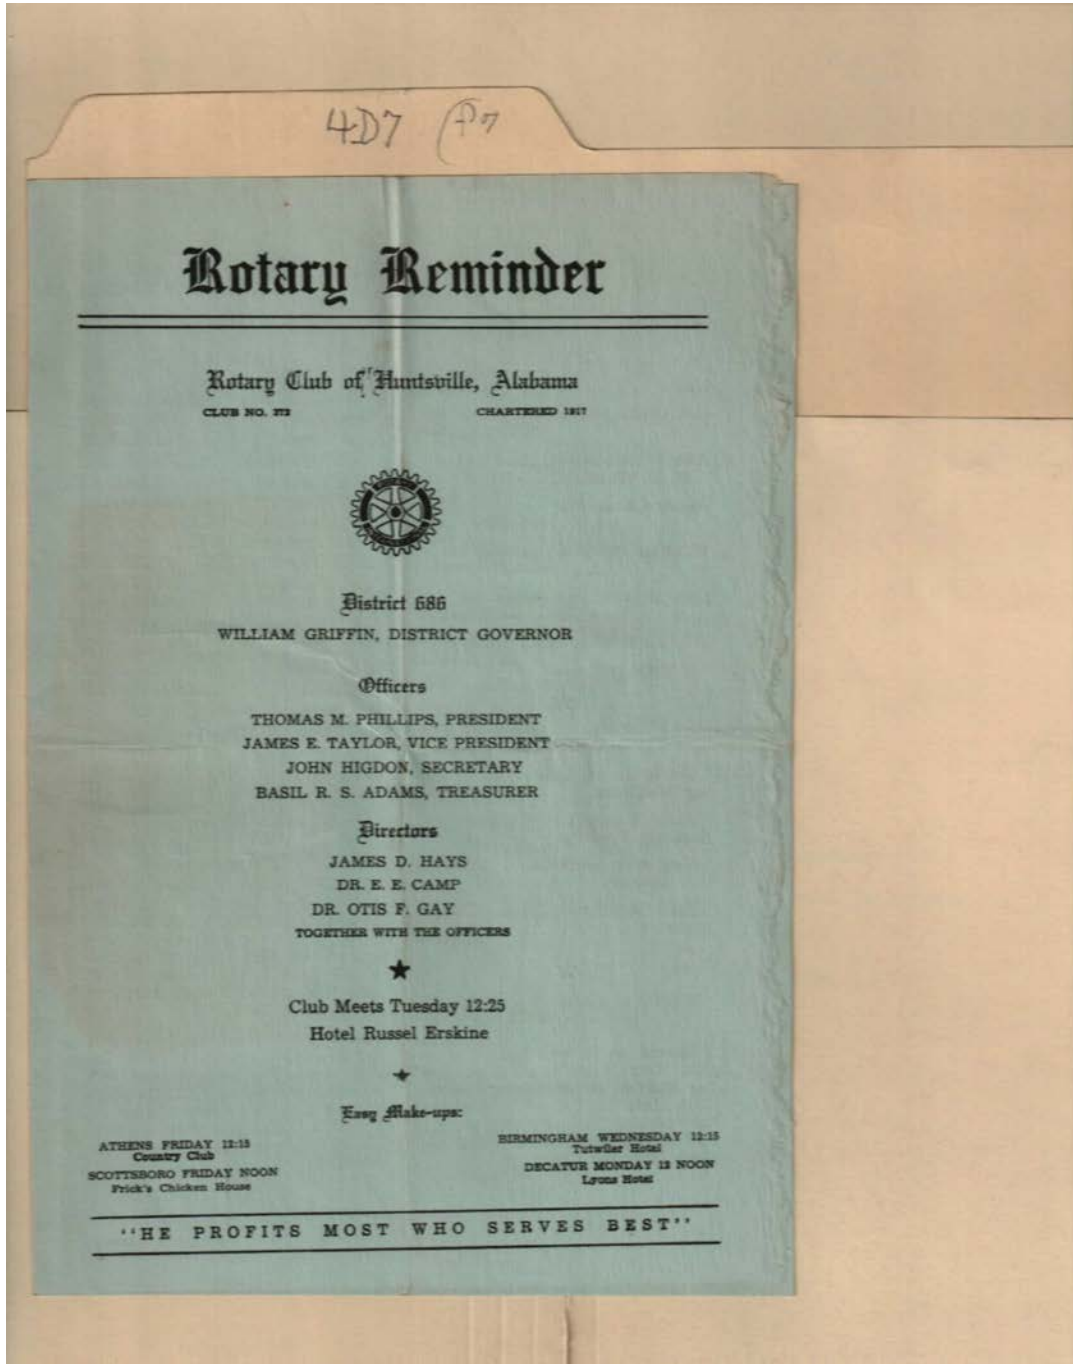 4D7 (f7
Rotary Reminder
Rotary Club of Huntsville, Alabama
CLUB NO. CHARTERED 1917
District 686
WILLIAM GRIFFIN, DISTRICT GOVERNOR
Officers
THOMAS M. PHILLIPS, PRESIDENT
JAMES E. TAYLOR, VICE PRESIDENT
JOHN HIGDON, SECRETARY
BASIL R. S. ADAMS, TREASURER
Directors
JAMES D. HAYS
DR. E. E. CAMP
DR. OTIS F. GAY
TOGETHER WITH THE OFFICERS
Club Meets Tuesday 12:25
Hotel Russel Erskine
Easy Make-ups:
ATHENS FRIDAY 12:15
Country Club
SCOTTSBORO FRIDAY NOON
Frick's Chicken House
BIRMINGHAM WEDNESDAY 12:15
Tutwiler Hotel
DECATUR MONDAY 12 NOON
Lyons Hotel
"HE PROFITS MOST WHO SERVES BEST"